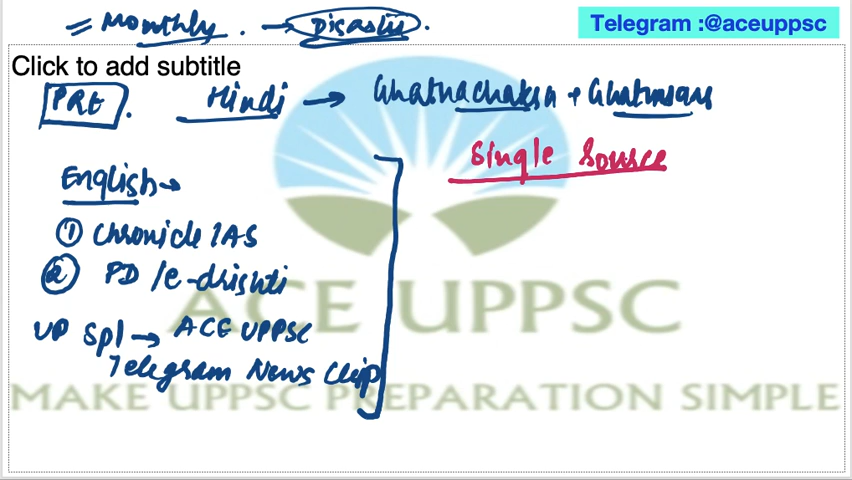 = Monthly. → Disaster.
Telegram :@aceuppsc
Click to add subtitle
PRE. Hindi → Ghatnachakra + Ghatnasar
Single Source
English →
① Chronicle IAS
② PD /e-drishti
UP Spl → ACE UPPSC
Telegram News Clip
ACE UPPSC
MAKE UPPSC PREPARATION SIMPLE